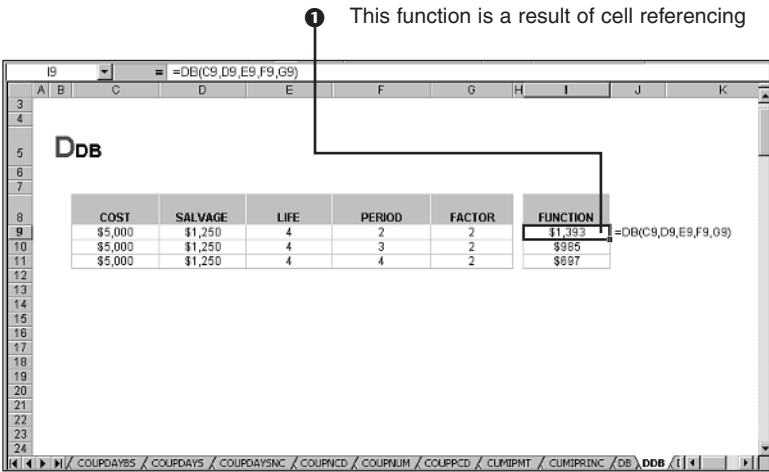 1 This function is a result of cell referencing
I9 = =DB(C9,D9,E9,F9,G9)
A B C D E F G H I J K
3
4
5 DDB
6
7
8 COST SALVAGE LIFE PERIOD FACTOR FUNCTION
9 $5,000 $1,250 4 2 2 $1,393 =DB(C9,D9,E9,F9,G9)
10 $5,000 $1,250 4 3 2 $985
11 $5,000 $1,250 4 4 2 $697
12
13
14
15
16
17
18
19
20
21
22
23
24
COUPDAYBS COUPDAYS COUPDAYSNC COUPNCD COUPNUM COUPPCD CUMIPMT CUMIPRINC DB DDB